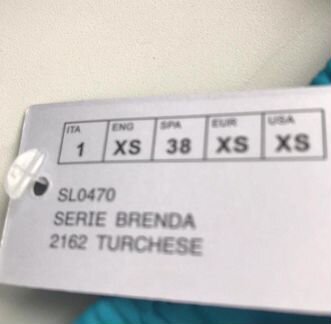 ITA ENG SPA EUR USA
1 XS 38 XS XS
SL0470
SERIE BRENDA
2162 TURCHESE